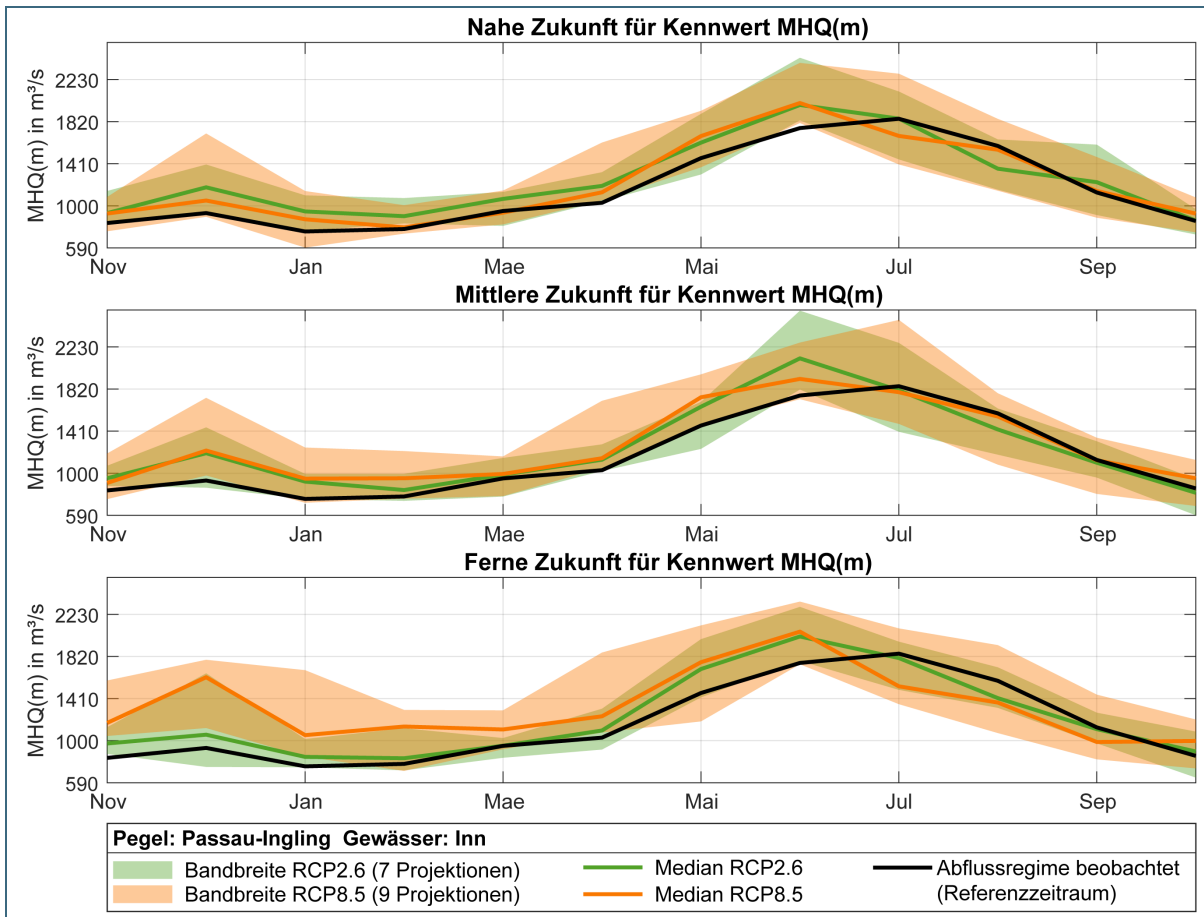 Nahe Zukunft für Kennwert MHQ(m)
MHQ(m) in m³/s
2230
1820
1410
1000
590
Nov Jan Mae Mai Jul Sep
Mittlere Zukunft für Kennwert MHQ(m)
MHQ(m) in m³/s
2230
1820
1410
1000
590
Nov Jan Mae Mai Jul Sep
Ferne Zukunft für Kennwert MHQ(m)
MHQ(m) in m³/s
2230
1820
1410
1000
590
Nov Jan Mae Mai Jul Sep
Pegel: Passau-Ingling Gewässer: Inn
Bandbreite RCP2.6 (7 Projektionen)
Bandbreite RCP8.5 (9 Projektionen)
Median RCP2.6
Median RCP8.5
Abflussregime beobachtet
(Referenzzeitraum)